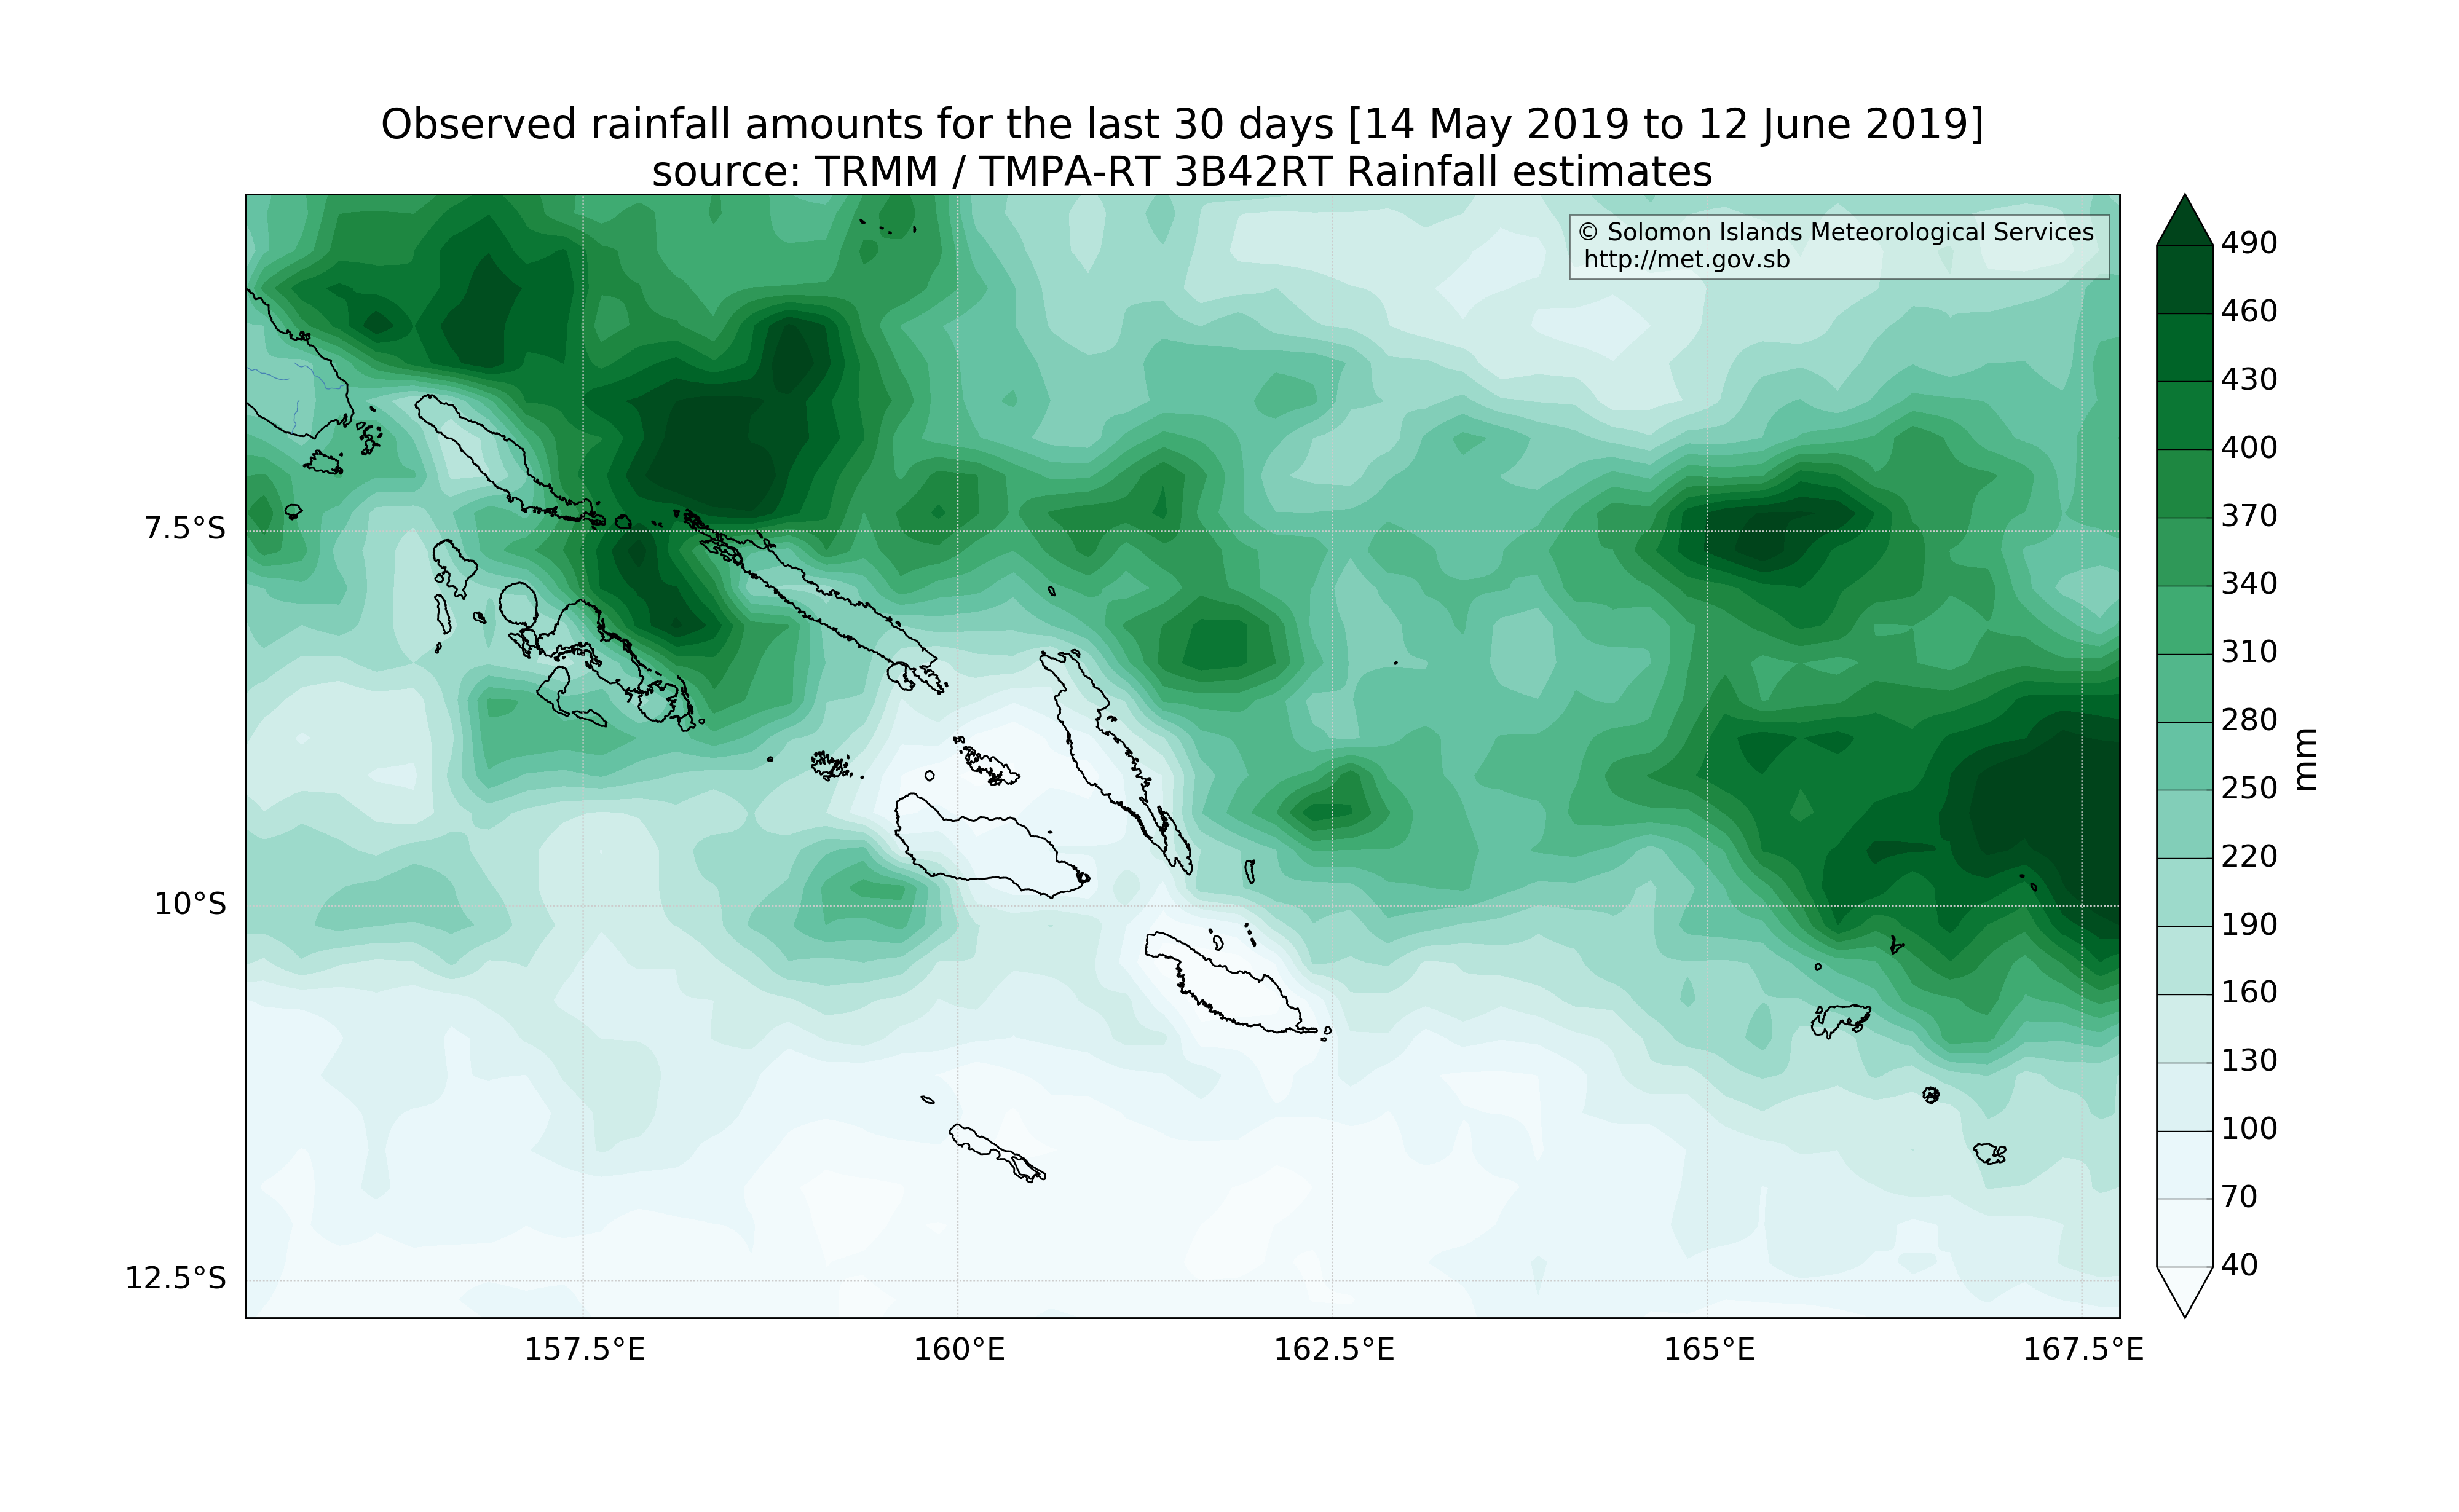 Observed rainfall amounts for the last 30 days [14 May 2019 to 12 June 2019]
source: TRMM / TMPA-RT 3B42RT Rainfall estimates
© Solomon Islands Meteorological Services
http://met.gov.sb
7.5°S
10°S
12.5°S
157.5°E
160°E
162.5°E
165°E
167.5°E
490
460
430
400
370
340
310
280
250
220
190
160
130
100
70
40
mm